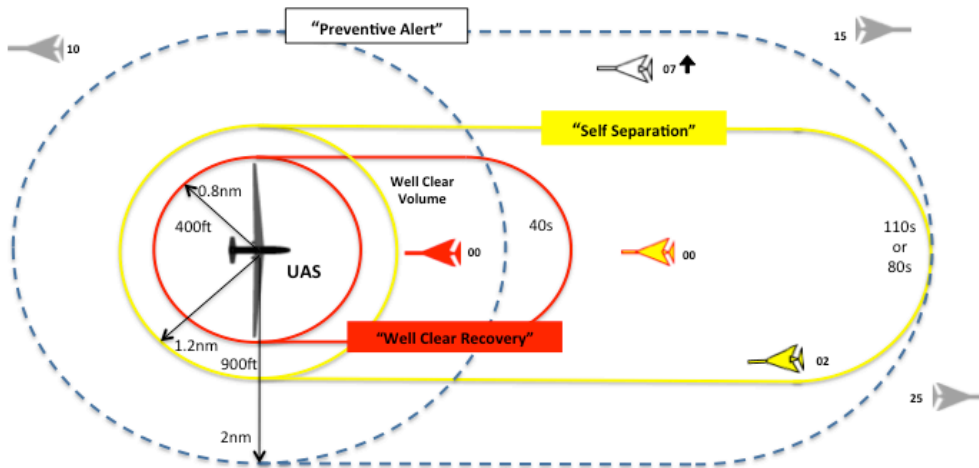 “Preventive Alert”
10
15
07
“Self Separation”
0.8nm
Well Clear
Volume
400ft
40s
110s
or
80s
UAS
00
00
“Well Clear Recovery”
1.2nm
900ft
02
25
2nm